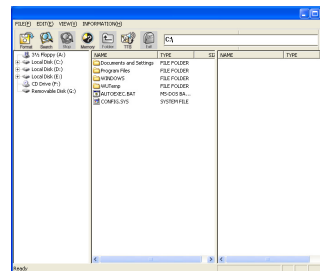 FILE(F) EDIT(E) VIEW(V) INFORMATION(H)
Format Search Stop Memory Folder TTS Exit C:\
3½ Floppy (A:)
Local Disk (C:)
Local Disk (D:)
Local Disk (E:)
CD Drive (F:)
Removable Disk (G:)
NAME TYPE SI NAME TYPE
Documents and Settings FILE FOLDER
Program Files FILE FOLDER
WINDOWS FILE FOLDER
WUTemp FILE FOLDER
AUTOEXEC.BAT MS-DOS BA...
CONFIG.SYS SYSTEM FILE
Ready